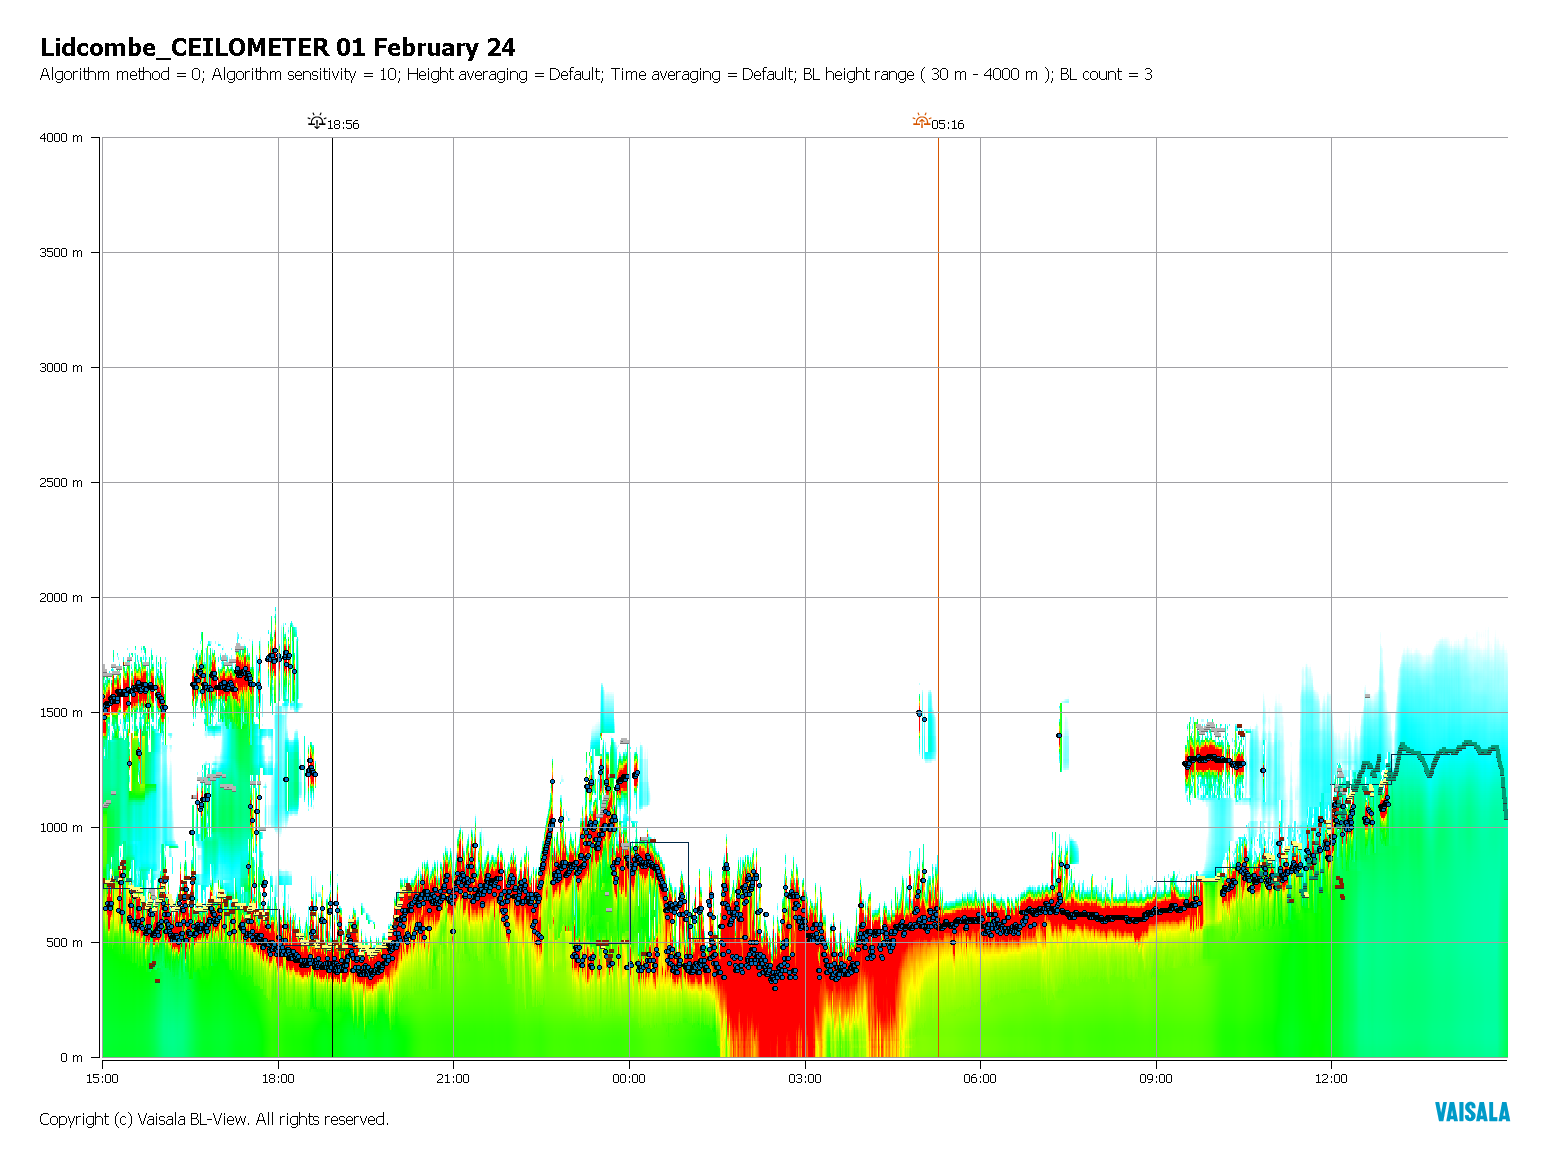 Lidcombe_CEILOMETER 01 February 24
Algorithm method = 0; Algorithm sensitivity = 10; Height averaging = Default; Time averaging = Default; BL height range ( 30 m - 4000 m ); BL count = 3
18:56
05:16
4000 m
3500 m
3000 m
2500 m
2000 m
1500 m
1000 m
500 m
0 m
15:00
18:00
21:00
00:00
03:00
06:00
09:00
12:00
Copyright (c) Vaisala BL-View. All rights reserved.
VAISALA